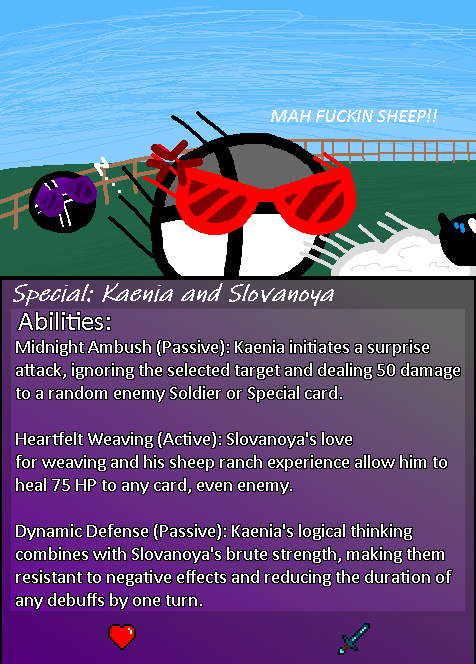 MAH FUCKIN SHEEP!!
Z...
Special: Kaenia and Slovanoya
Abilities:
Midnight Ambush (Passive): Kaenia initiates a surprise
attack, ignoring the selected target and dealing 50 damage
to a random enemy Soldier or Special card.
Heartfelt Weaving (Active): Slovanoya's love
for weaving and his sheep ranch experience allow him to
heal 75 HP to any card, even enemy.
Dynamic Defense (Passive): Kaenia's logical thinking
combines with Slovanoya's brute strength, making them
resistant to negative effects and reducing the duration of
any debuffs by one turn.